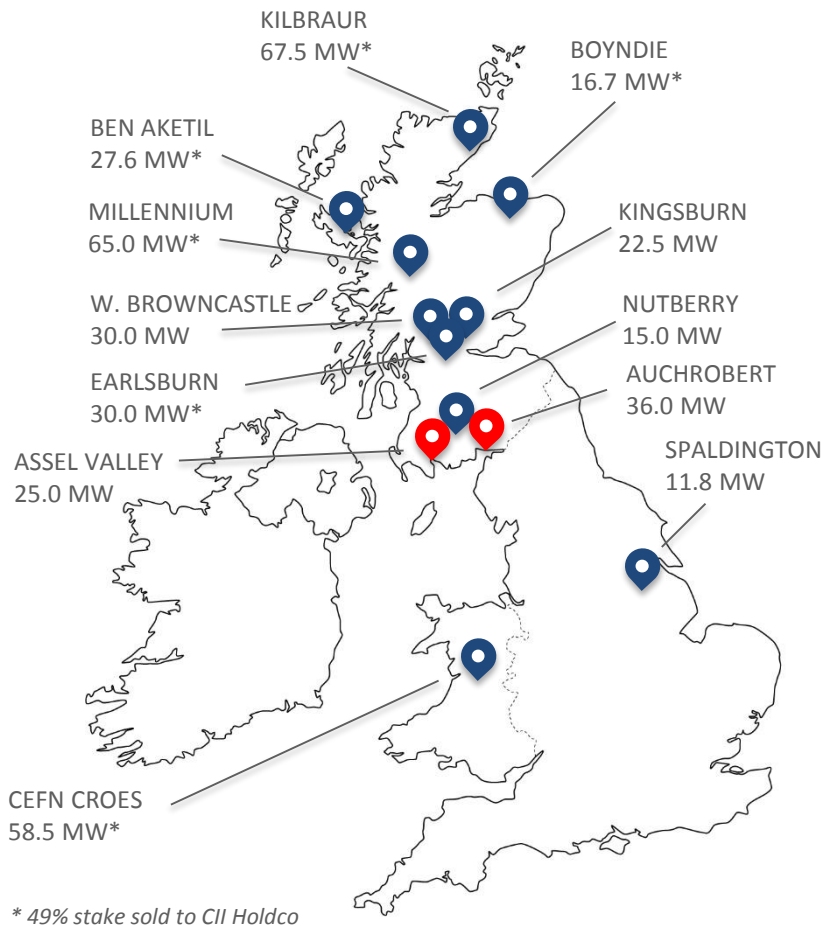 KILBRAUR
67.5 MW*
BOYNDIE
16.7 MW*
BEN AKETIL
27.6 MW*
MILLENNIUM
65.0 MW*
KINGSBURN
22.5 MW
W. BROWNCASTLE
30.0 MW
NUTBERRY
15.0 MW
EARLSBURN
30.0 MW*
AUCHROBERT
36.0 MW
ASSEL VALLEY
25.0 MW
SPALDINGTON
11.8 MW
CEFN CROES
58.5 MW*
* 49% stake sold to CII Holdco